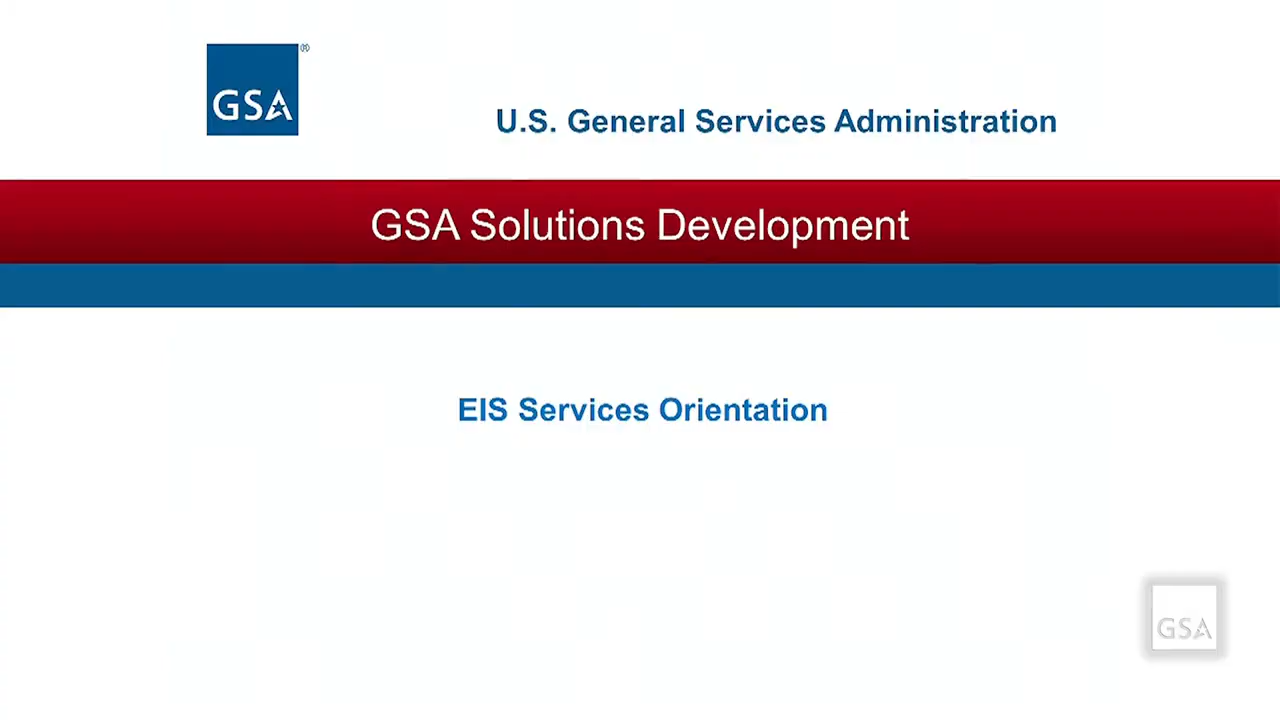 GSA®
U.S. General Services Administration
GSA Solutions Development
EIS Services Orientation
GSA